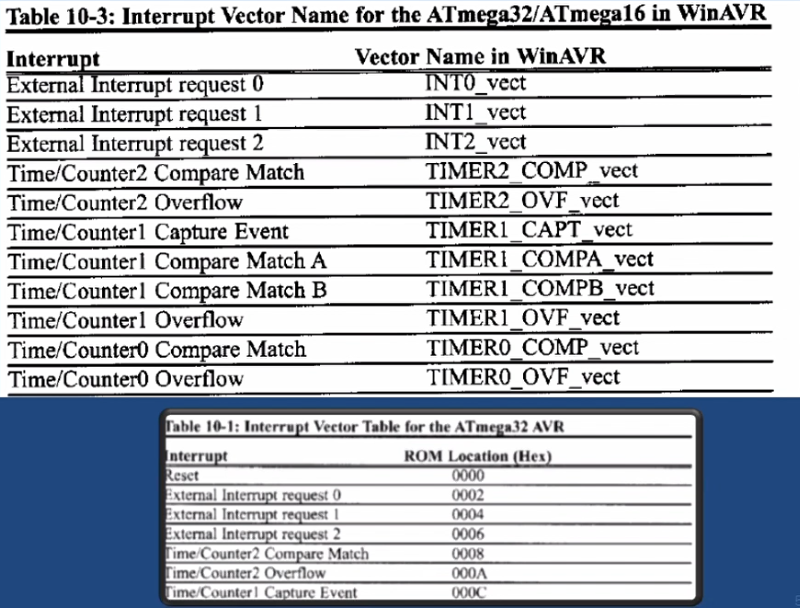 Table 10-3: Interrupt Vector Name for the ATmega32/ATmega16 in WinAVR
Interrupt Vector Name in WinAVR
External Interrupt request 0 INT0_vect
External Interrupt request 1 INT1_vect
External Interrupt request 2 INT2_vect
Time/Counter2 Compare Match TIMER2_COMP_vect
Time/Counter2 Overflow TIMER2_OVF_vect
Time/Counter1 Capture Event TIMER1_CAPT_vect
Time/Counter1 Compare Match A TIMER1_COMPA_vect
Time/Counter1 Compare Match B TIMER1_COMPB_vect
Time/Counter1 Overflow TIMER1_OVF_vect
Time/Counter0 Compare Match TIMER0_COMP_vect
Time/Counter0 Overflow TIMER0_OVF_vect
Table 10-1: Interrupt Vector Table for the ATmega32 AVR
Interrupt ROM Location (Hex)
Reset 0000
External Interrupt request 0 0002
External Interrupt request 1 0004
External Interrupt request 2 0006
Time/Counter2 Compare Match 0008
Time/Counter2 Overflow 000A
Time/Counter1 Capture Event 000C